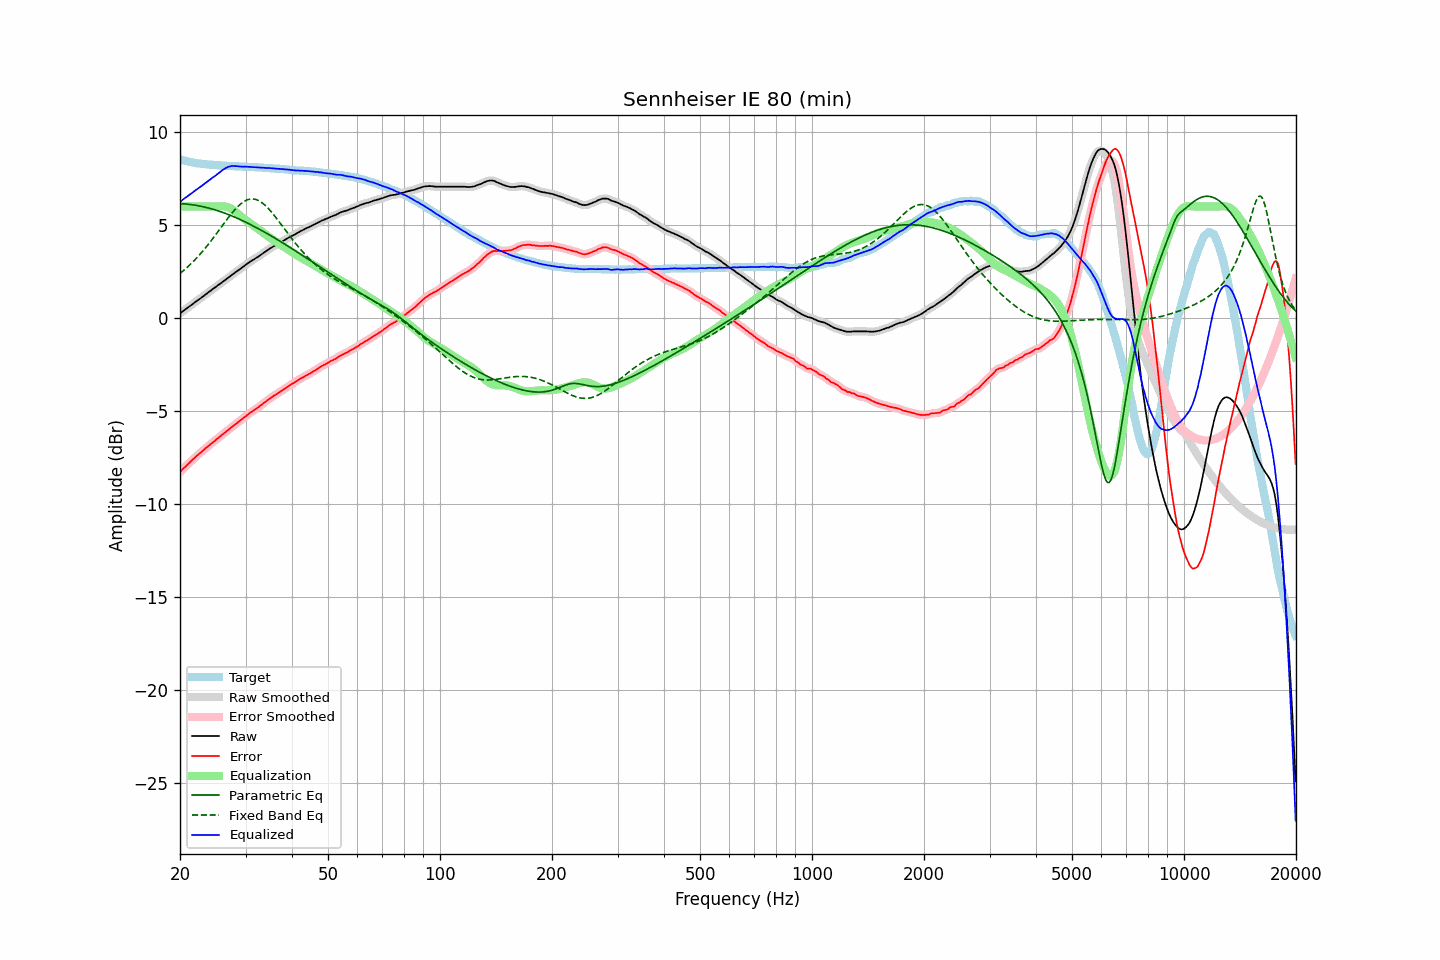 Sennheiser IE 80 (min)
Amplitude (dBr)
10
5
0
−5
−10
−15
−20
−25
Target
Raw Smoothed
Error Smoothed
Raw
Error
Equalization
Parametric Eq
Fixed Band Eq
Equalized
20 50 100 200 500 1000 2000 5000 10000 20000
Frequency (Hz)